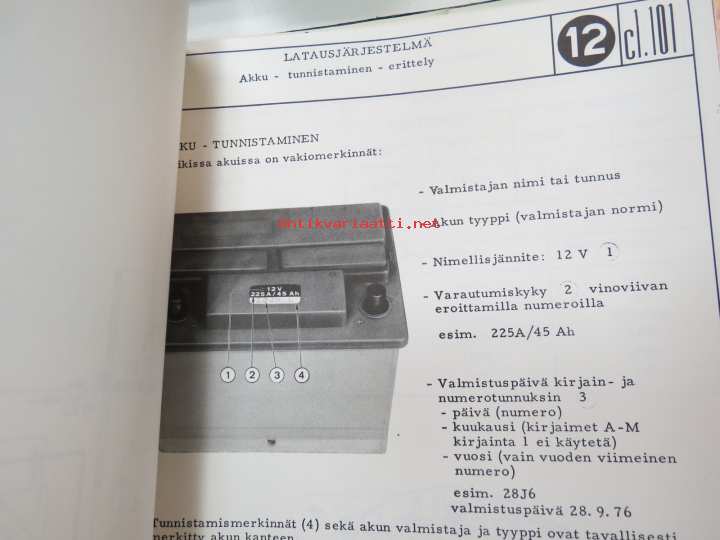 LATAUSJÄRJESTELMÄ
Akku - tunnistaminen - erittely
12
cl.101
KU - TUNNISTAMINEN
ikissa akuissa on vakiomerkinnät:
- Valmistajan nimi tai tunnus
Akun tyyppi (valmistajan normi)
- Nimellisjännite: 12 V 1
- Varautumiskyky 2 vinoviivan
eroittamilla numeroilla
esim. 225A/45 Ah
- Valmistuspäivä kirjain- ja
numerotunnuksin 3
- päivä (numero)
- kuukausi (kirjaimet A-M
kirjainta l ei käytetä)
- vuosi (vain vuoden viimeinen
numero)
esim. 28J6
valmistuspäivä 28. 9. 76
12 V
225A/45 Ah
1 2 3 4
Tunnistamismerkinnät (4) sekä akun valmistaja ja tyyppi ovat tavallisesti
merkitty akun kanteen
antikvariaatti.net